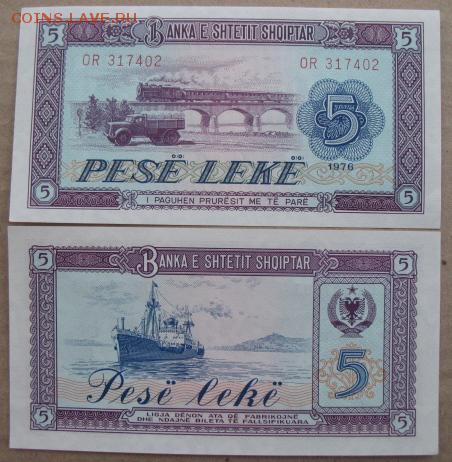 COINS.LAVE.RU
5 BANKA E SHTETIT SHQIPTAR 5
OR 317402 OR 317402
5
PESË LEKË 1976
5 I PAGUHEN PRURËSIT ME TË PARË 5
5 BANKA E SHTETIT SHQIPTAR 5
5
Pesë lekë
5 LIGJA DËNON ATA QË FABRIKOJNË 5
DHE NDAJNË BILETA TË FALLSIFIKUARA